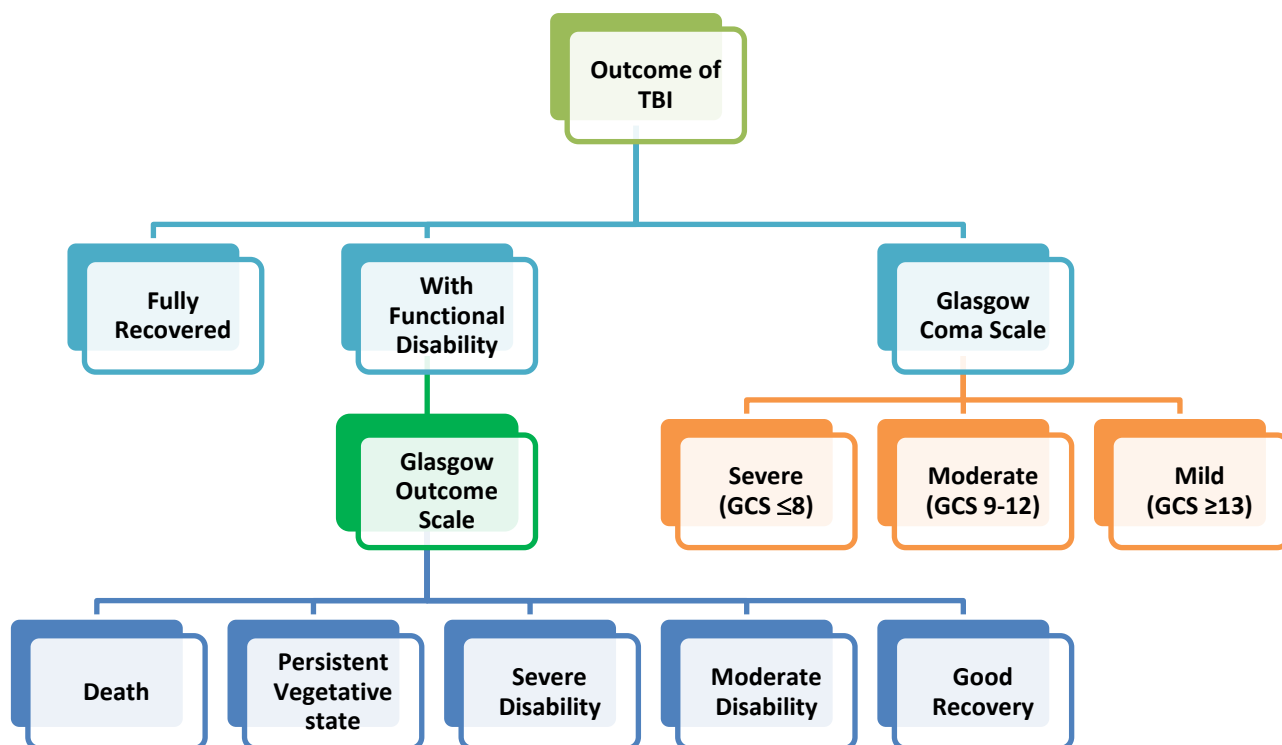 Outcome of
TBI
Fully
Recovered
With
Functional
Disability
Glasgow
Coma Scale
Glasgow
Outcome
Scale
Severe
(GCS ≤8)
Moderate
(GCS 9-12)
Mild
(GCS ≥13)
Death
Persistent
Vegetative
state
Severe
Disability
Moderate
Disability
Good
Recovery